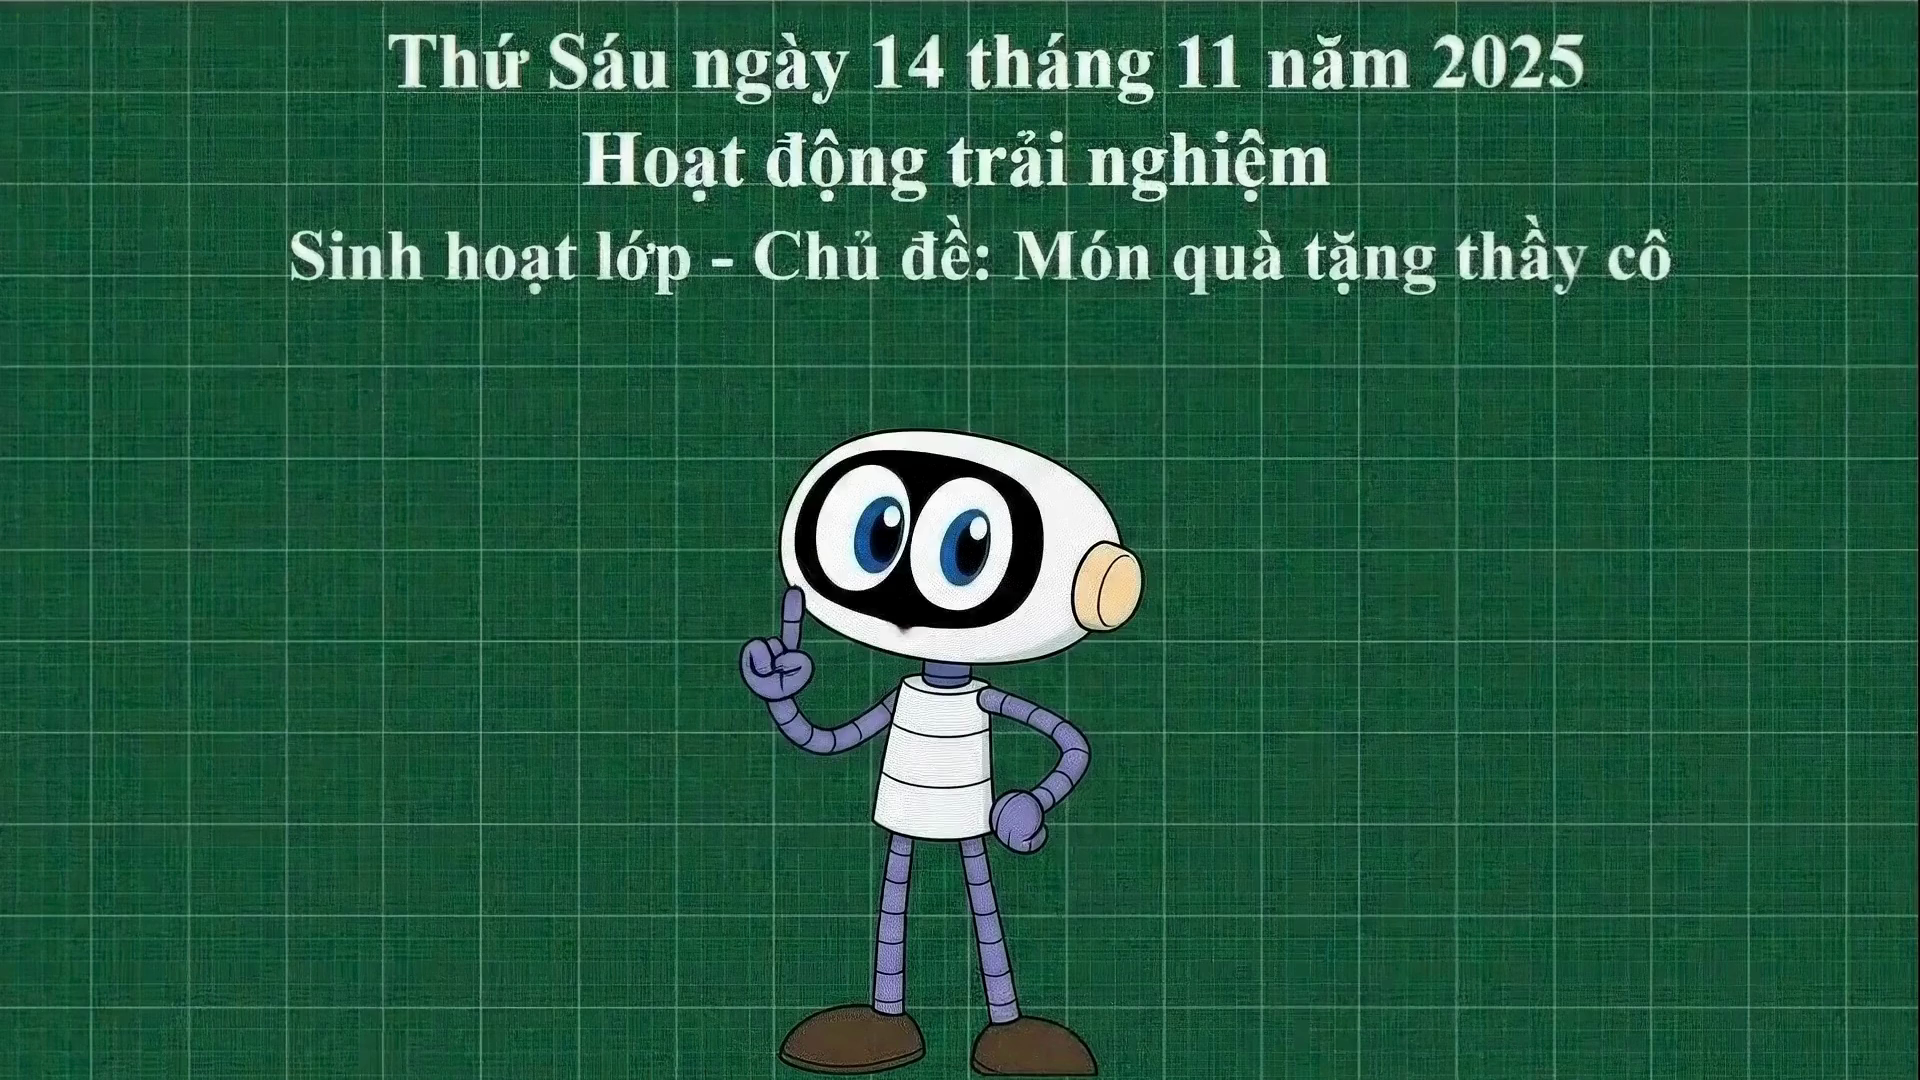 Thứ Sáu ngày 14 tháng 11 năm 2025
Hoạt động trải nghiệm
Sinh hoạt lớp - Chủ đề: Món quà tặng thầy cô